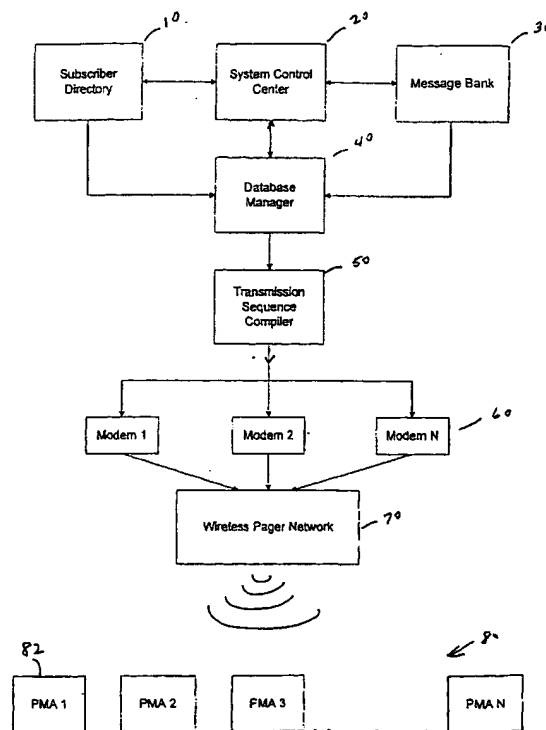 10.
20
30
Subscriber
Directory
System Control
Center
Message Bank
40
Database
Manager
50
Transmission
Sequence
Compiler
Modem 1
Modem 2
Modem N
60
Wireless Pager Network
70
82
PMA 1
PMA 2
PMA 3
PMA N